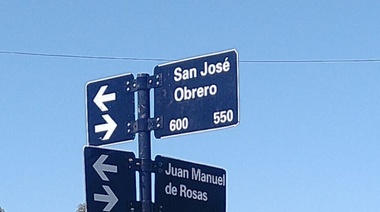 San José
Obrero
600 550
Juan Manuel
de Rosas